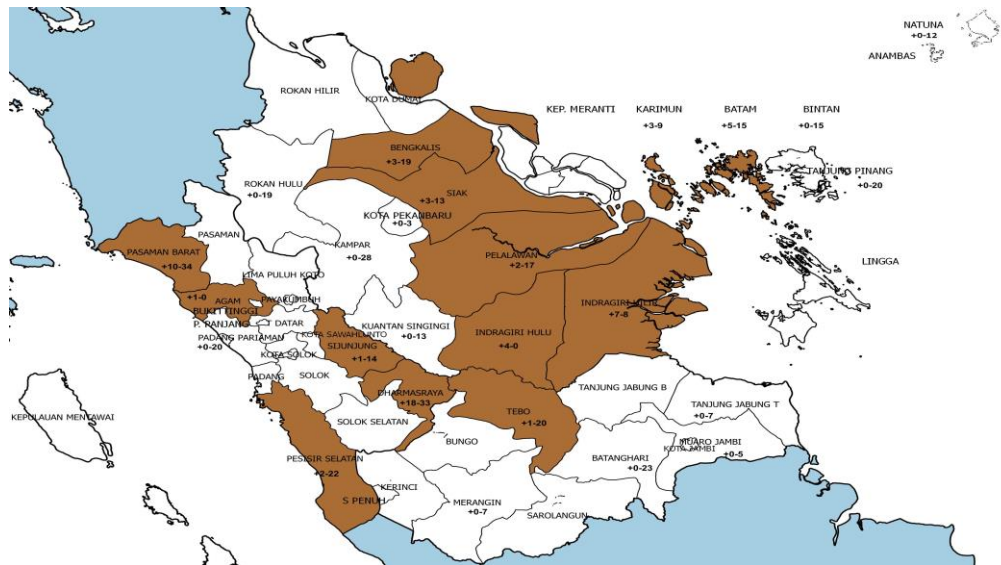 NATUNA
+0-12
ANAMBAS
ROKAN HILIR
KOTA DUMAI
KEP. MERANTI
KARIMUN
BATAM
BINTAN
+3-9
+5-15
+0-15
BENGKALIS
+3-19
ROKAN HULU
+0-19
SIAK
+3-13
TANJUNG PINANG
+0-20
KOTA PEKANBARU
+0-3
PASAMAN
KAMPAR
+0-28
PASAMAN BARAT
+10-34
PELALAWAN
+2-17
LINGGA
LIMA PULUH KOTO
+1-0
AGAM
PAYAKUMBUH
BUKITTINGGI
P. PANJANG
T DATAR
INDRAGIRI HILIR
+7-8
PADANG PARIAMAN
+0-20
KOTA SAWAHLUNTO
SIJUNJUNG
+1-14
KUANTAN SINGINGI
+0-13
INDRAGIRI HULU
+4-0
KOTA SOLOK
PADANG
SOLOK
KEPULAUAN MENTAWAI
DHARMASRAYA
+18-33
TANJUNG JABUNG B
TANJUNG JABUNG T
+0-7
TEBO
+1-20
SOLOK SELATAN
BUNGO
MUARO JAMBI
+0-5
KOTA JAMBI
PESISIR SELATAN
+2-22
BATANGHARI
+0-23
KERINCI
S PENUH
MERANGIN
+0-7
SAROLANGUN